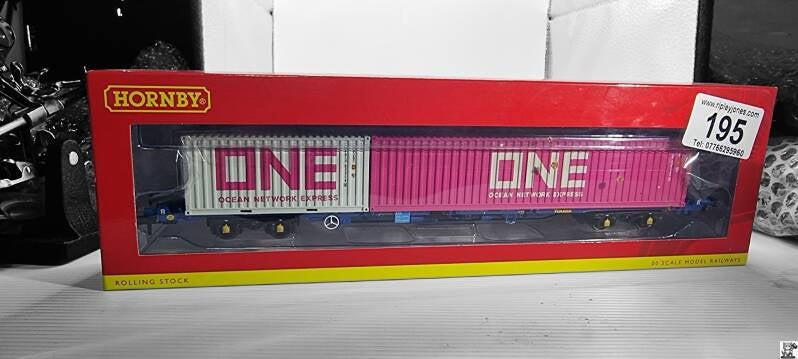 HORNBY®
www.ripleyjones.com
195
Tel: 07766295960
ONE
OCEAN NETWORK EXPRESS
ONE
OCEAN NETWORK EXPRESS
ROLLING STOCK
00 SCALE MODEL RAILWAYS